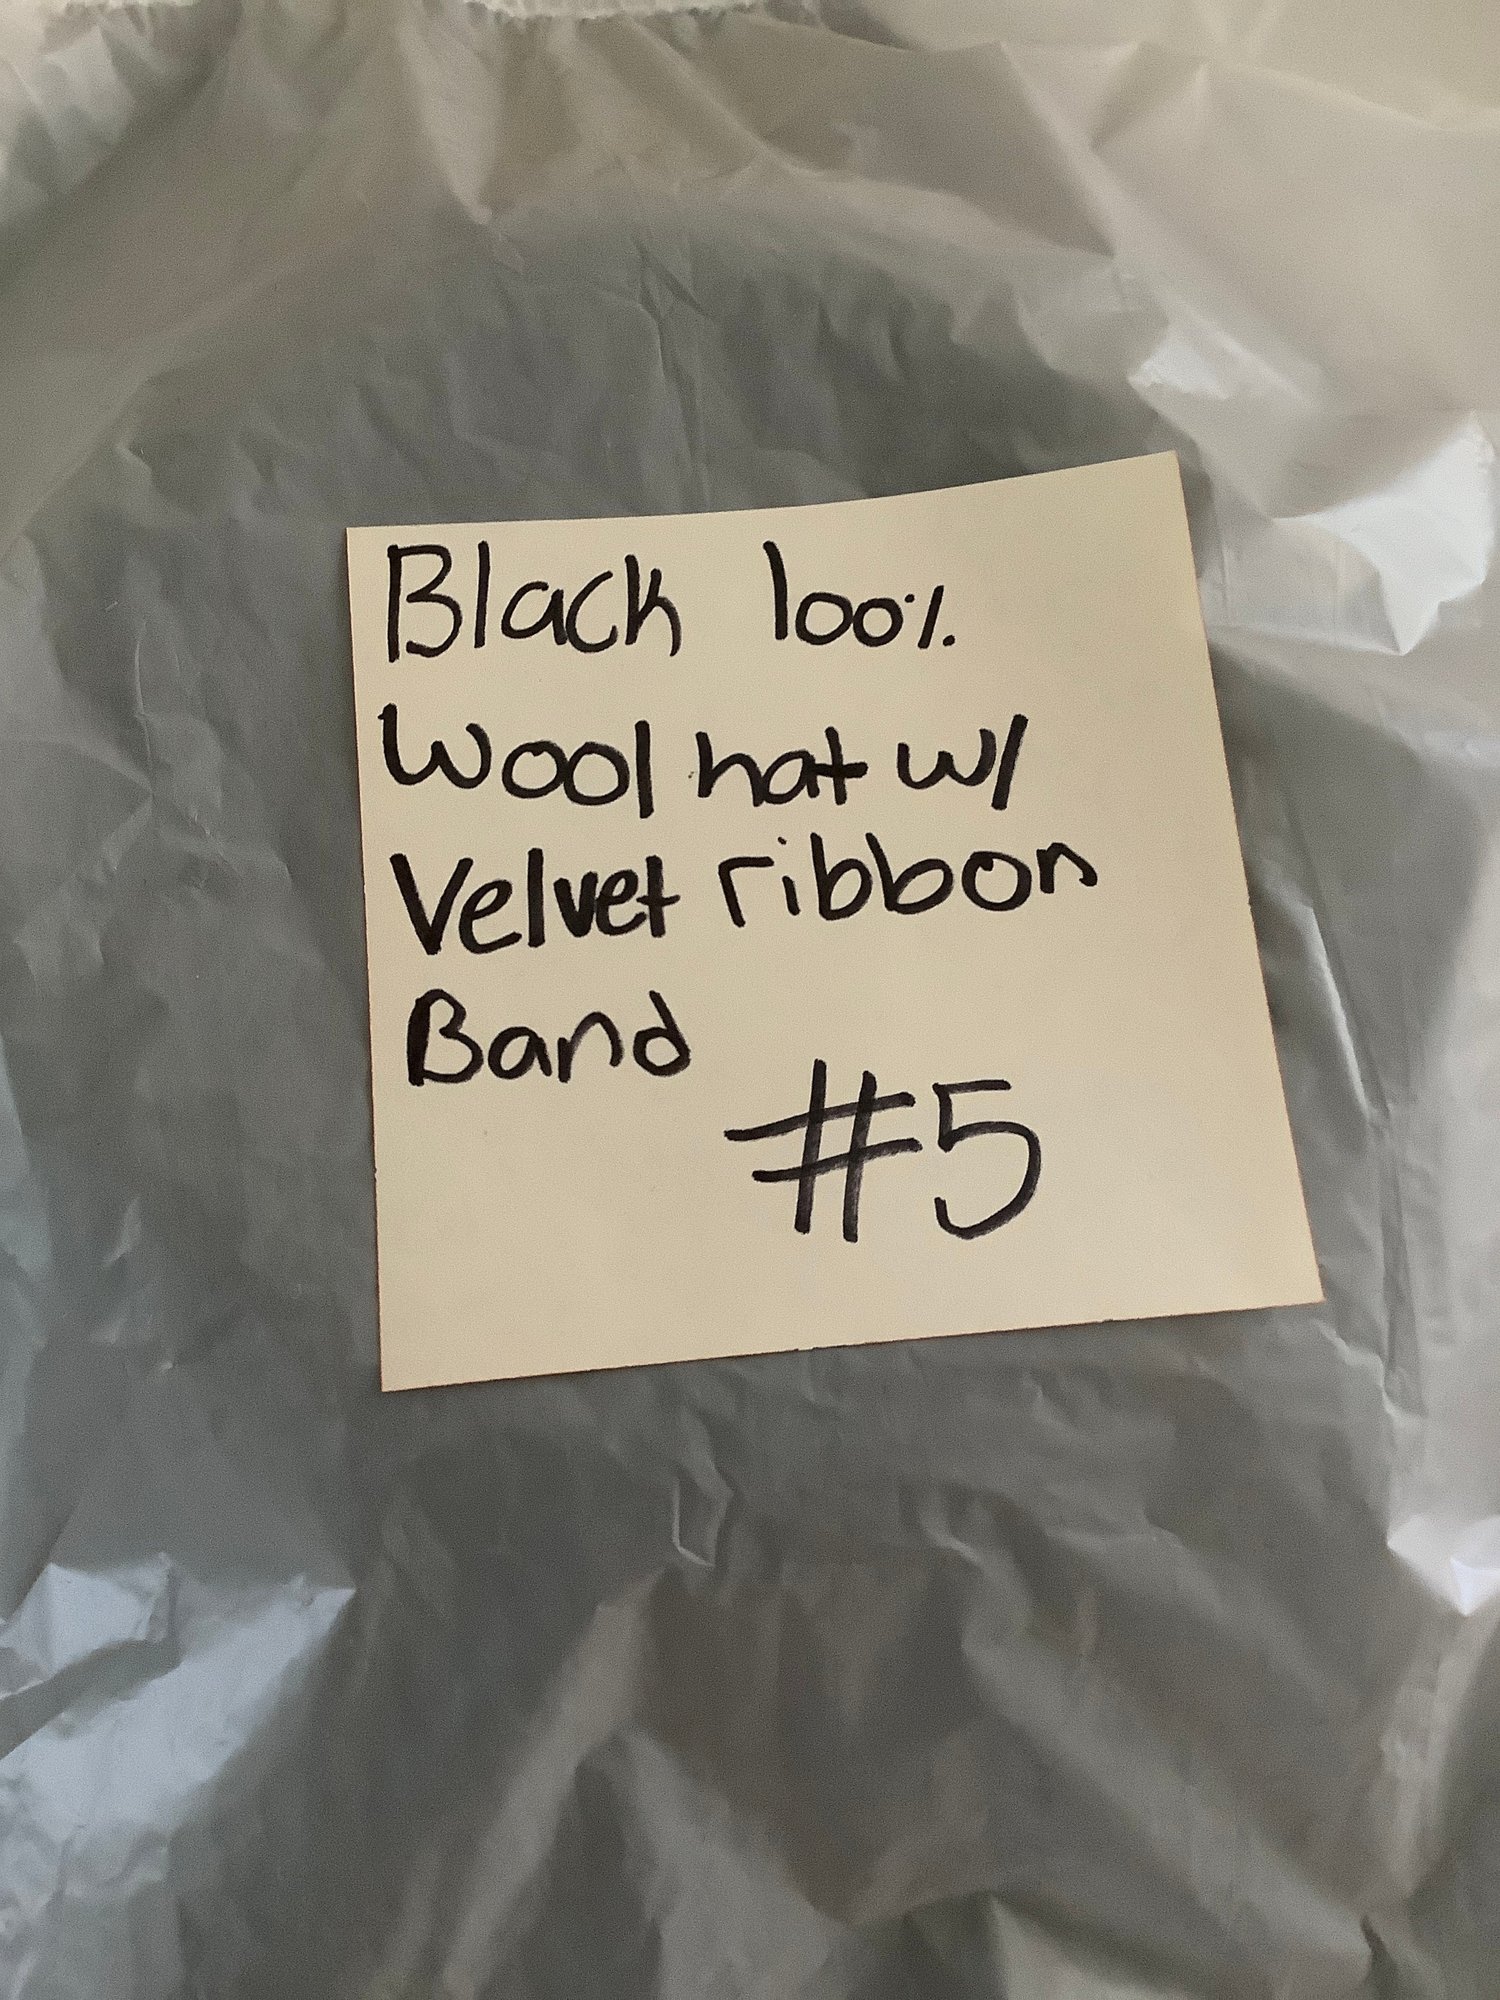 Black 100%
Wool hat w/
Velvet ribbon
Band
#5